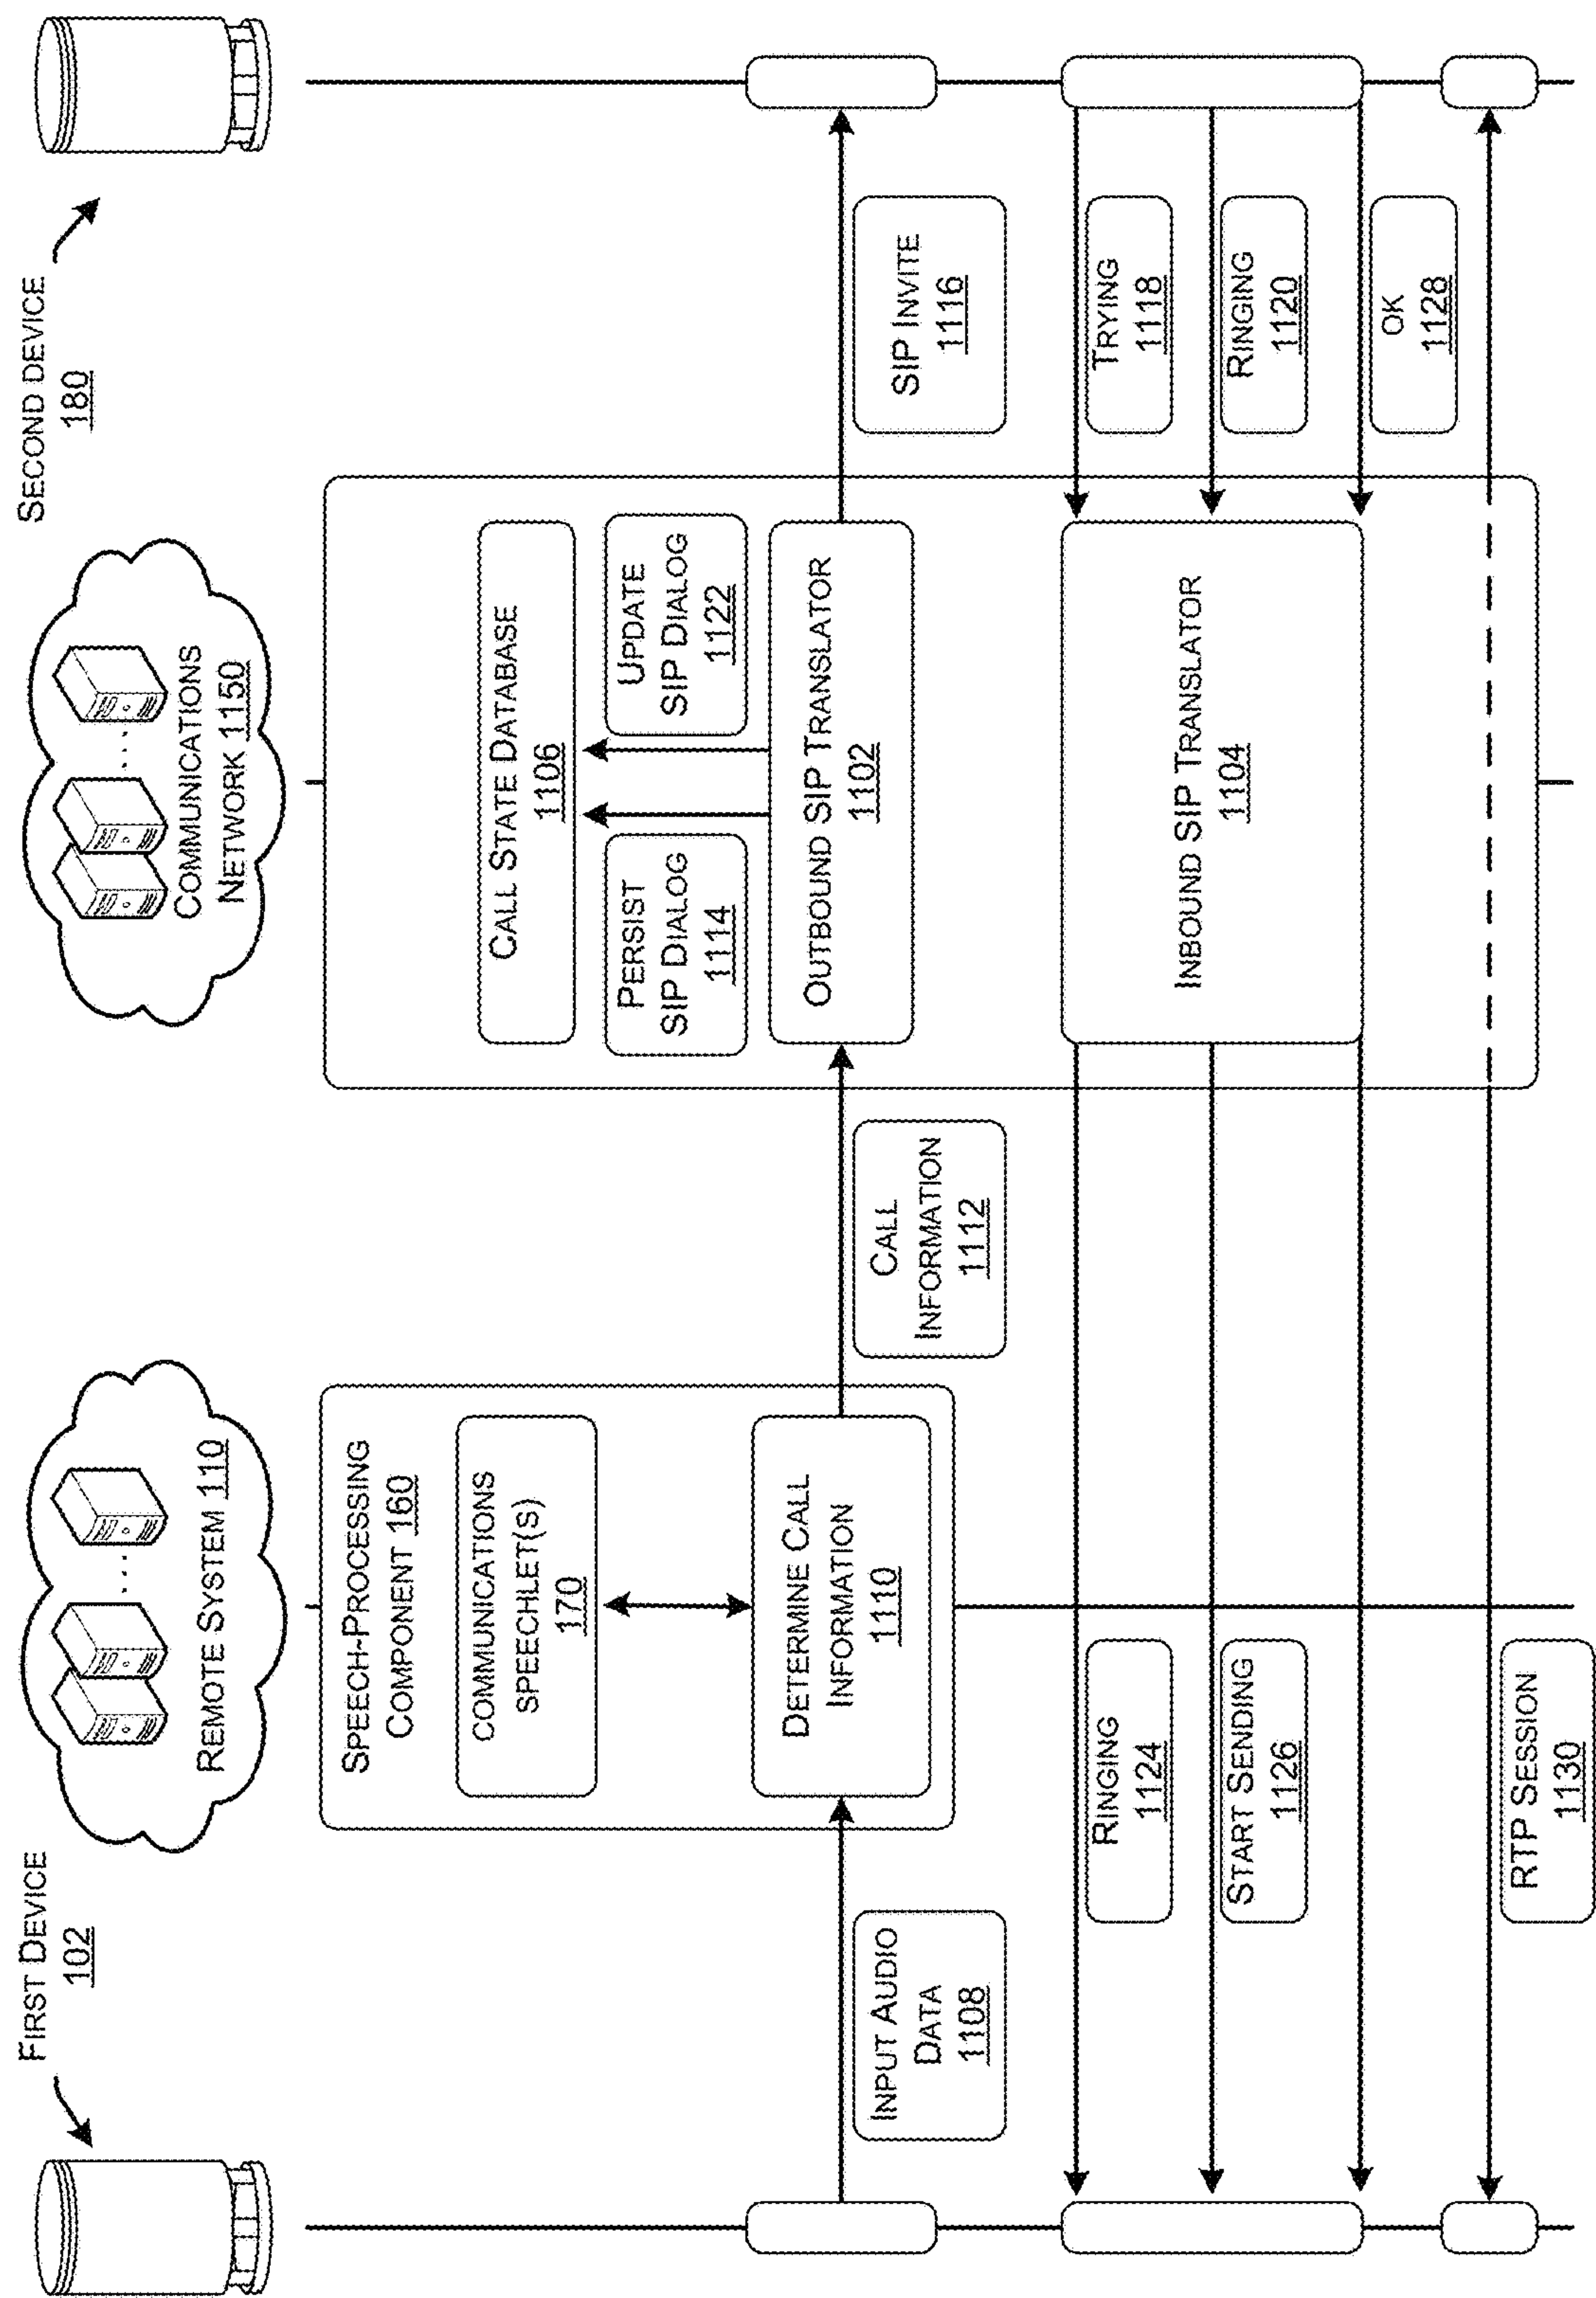 FIRST DEVICE
102
REMOTE SYSTEM 110
COMMUNICATIONS
NETWORK 1150
SECOND DEVICE
180
SPEECH-PROCESSING
COMPONENT 160
COMMUNICATIONS
SPEECHLET(S)
170
DETERMINE CALL
INFORMATION
1110
CALL STATE DATABASE
1106
PERSIST
SIP DIALOG
1114
UPDATE
SIP DIALOG
1122
OUTBOUND SIP TRANSLATOR
1102
INPUT AUDIO
DATA
1108
CALL
INFORMATION
1112
SIP INVITE
1116
INBOUND SIP TRANSLATOR
1104
RINGING
1124
TRYING
1118
START SENDING
1126
RINGING
1120
OK
1128
RTP SESSION
1130